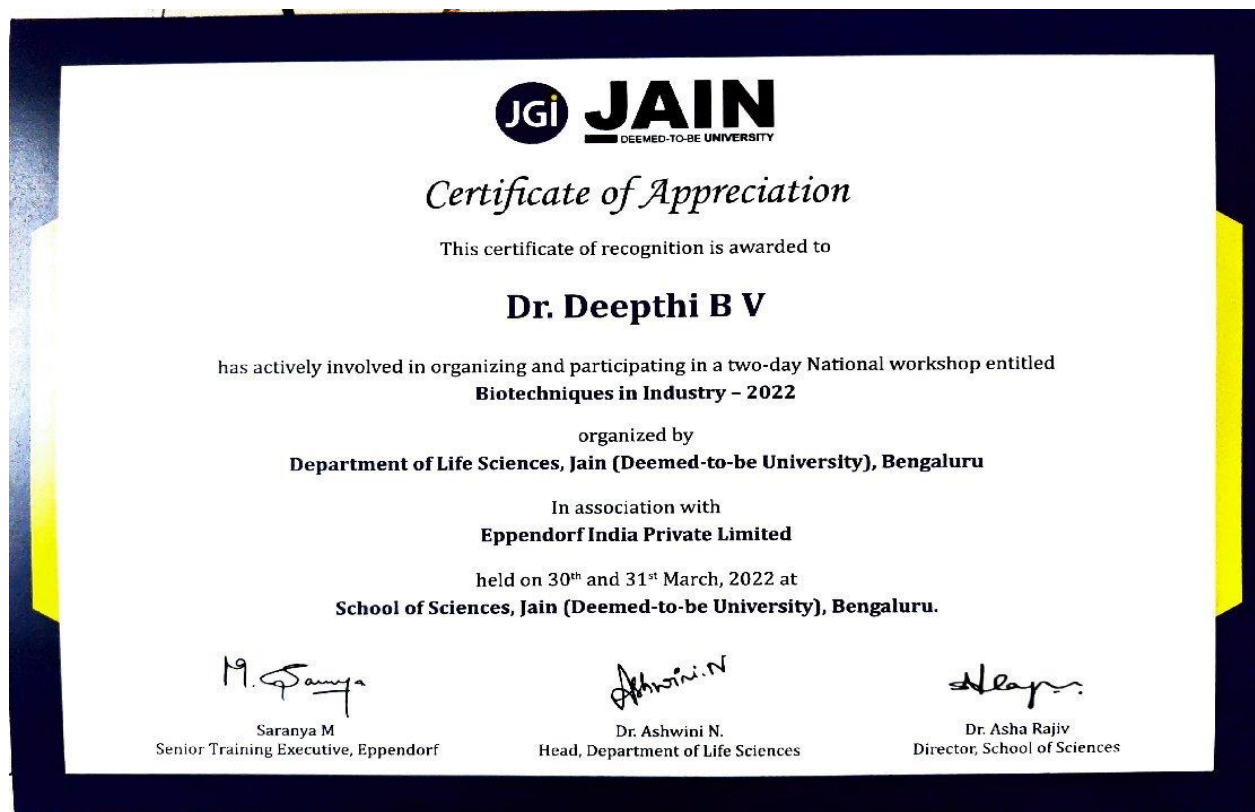 JGi JAIN
DEEMED-TO-BE UNIVERSITY
Certificate of Appreciation
This certificate of recognition is awarded to
Dr. Deepthi B V
has actively involved in organizing and participating in a two-day National workshop entitled
Biotechniques in Industry – 2022
organized by
Department of Life Sciences, Jain (Deemed-to-be University), Bengaluru
In association with
Eppendorf India Private Limited
held on 30th and 31st March, 2022 at
School of Sciences, Jain (Deemed-to-be University), Bengaluru.
M. Saranya Ashwini.N
Saranya M Dr. Ashwini N. Dr. Asha Rajiv
Senior Training Executive, Eppendorf Head, Department of Life Sciences Director, School of Sciences